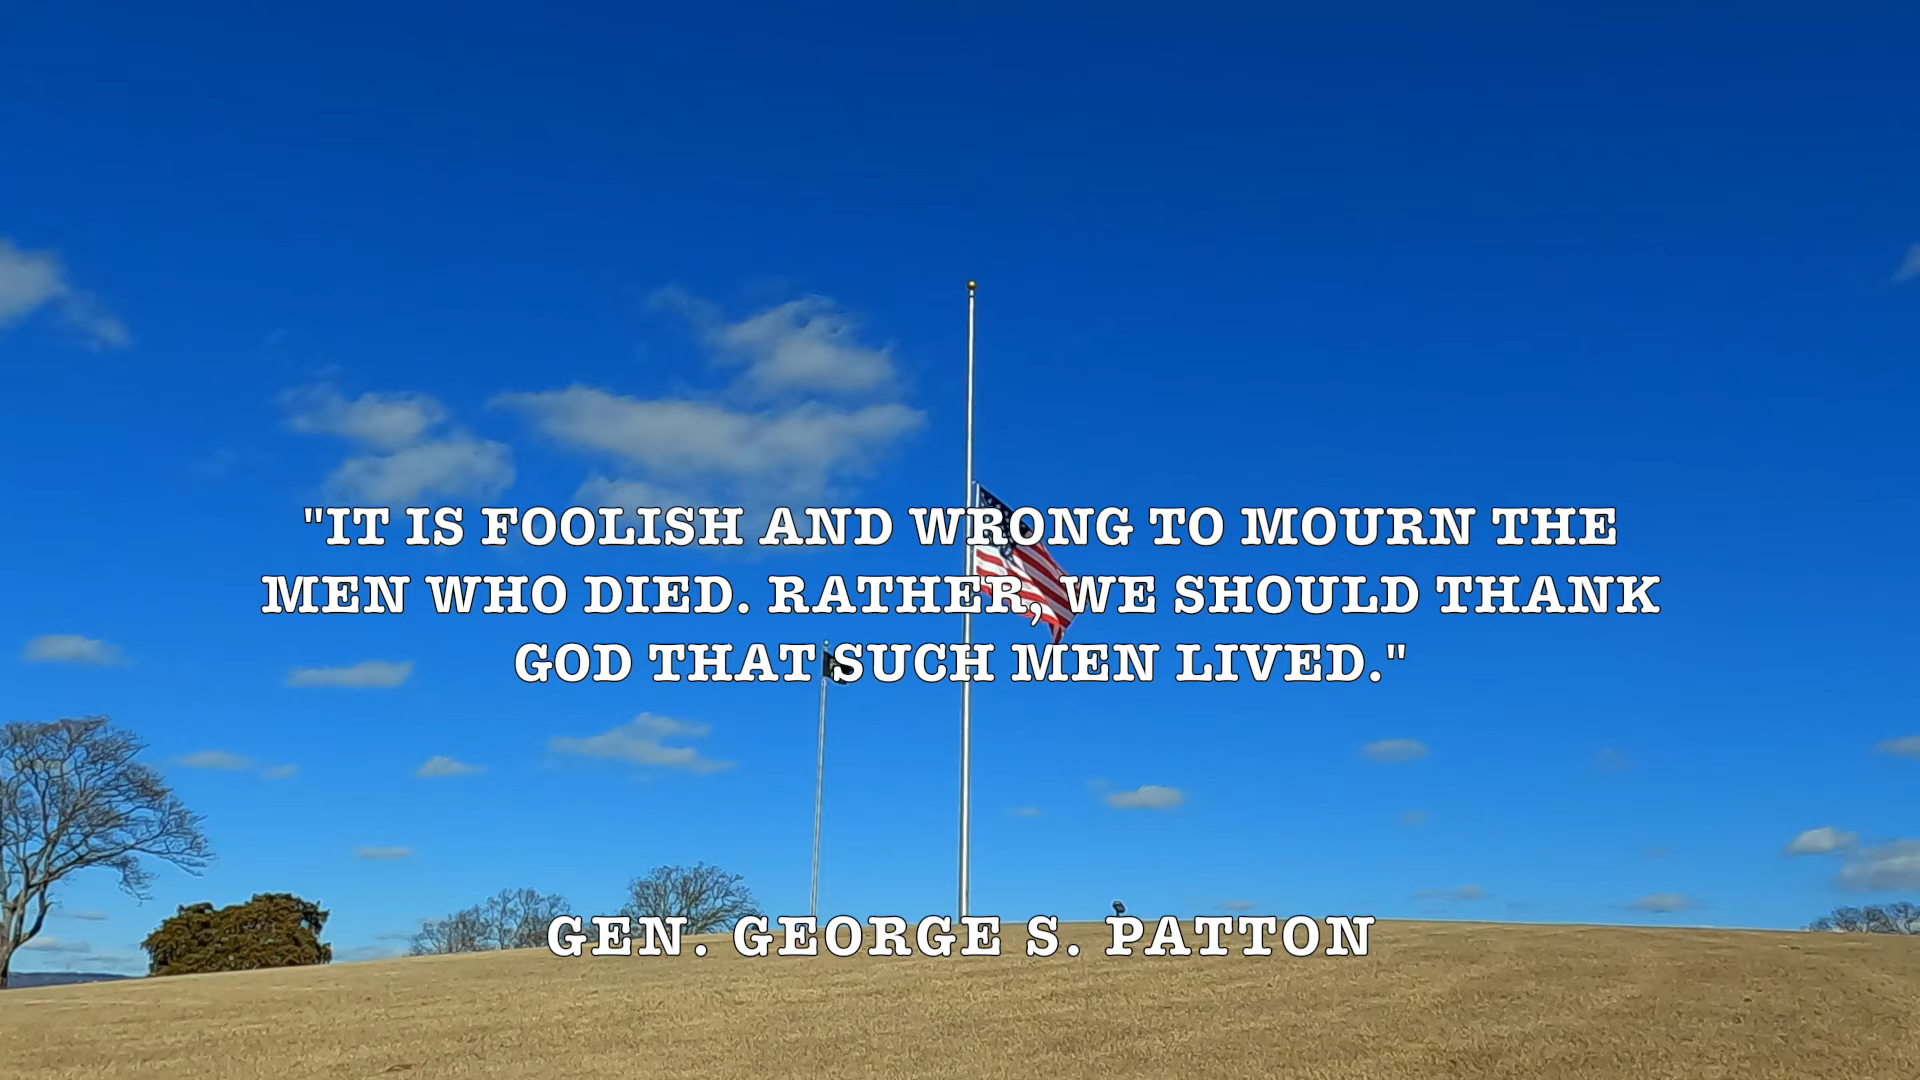 "IT IS FOOLISH AND WRONG TO MOURN THE
MEN WHO DIED. RATHER, WE SHOULD THANK
GOD THAT SUCH MEN LIVED."
GEN. GEORGE S. PATTON